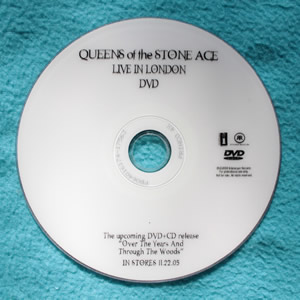 QUEENS of the STONE AGE
LIVE IN LONDON
DVD
DVD
The upcoming DVD+CD release
"Over The Years And
Through The Woods"
IN STORES 11.22.05